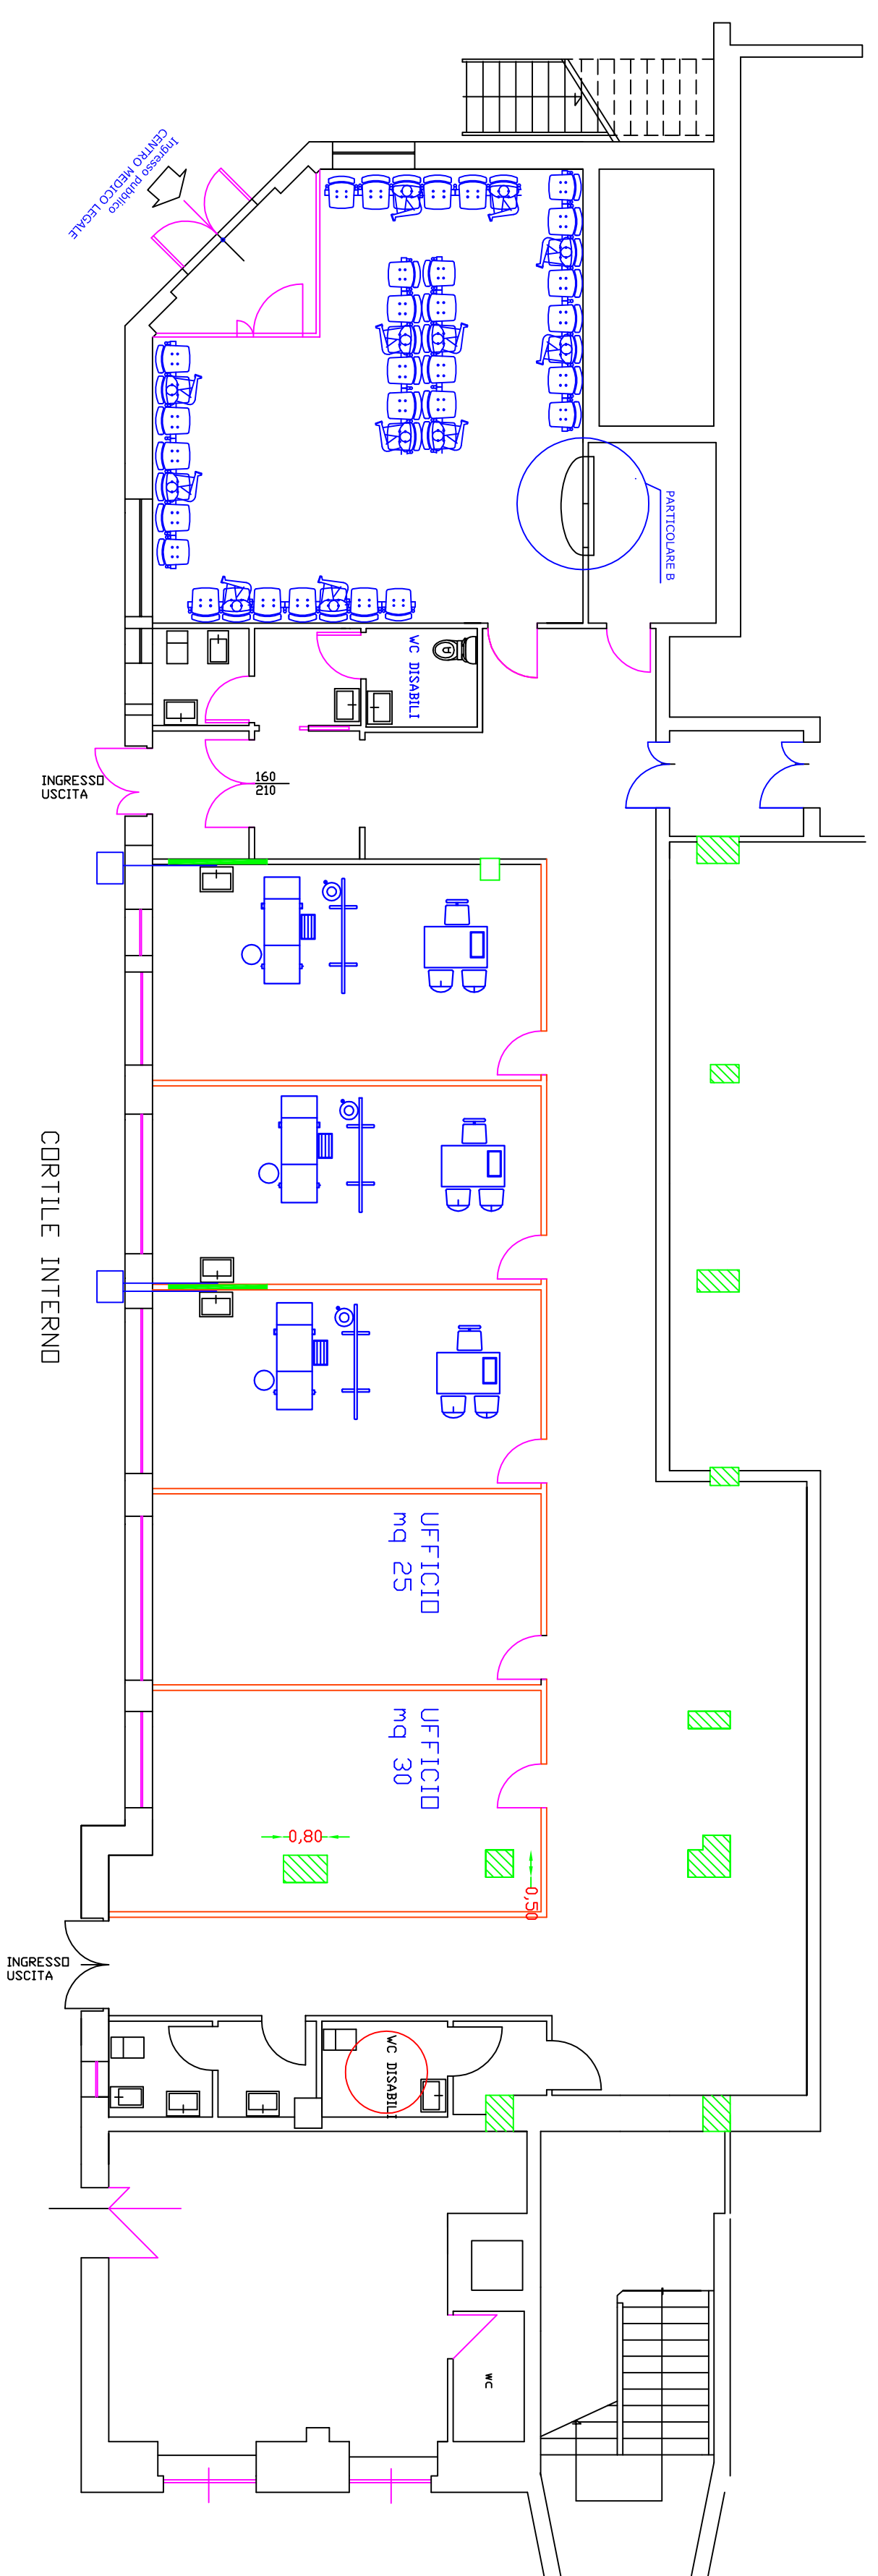 Ingresso pubblico
CENTRO MEDICO LEGALE
PARTICOLARE B
WC DISABILI
INGRESSO
USCITA
160
210
CORTILE INTERNO
UFFICIO
mq 25
UFFICIO
mq 30
0,80
0,50
INGRESSO
USCITA
WC DISABILI
WC